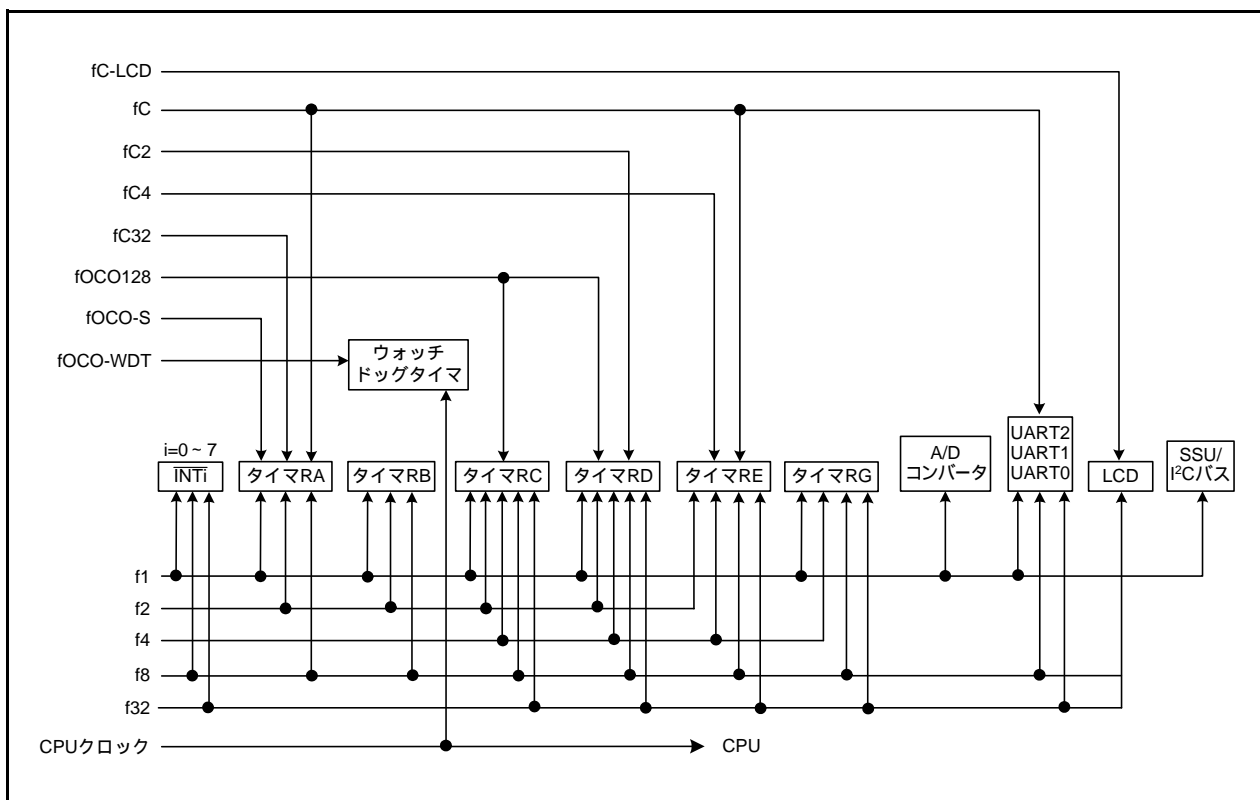 fC-LCD
fC
fC2
fC4
fC32
fOCO128
fOCO-S
fOCO-WDT
ウォッチ
ドッグタイマ
i=0 ~ 7
INTi
タイマRA
タイマRB
タイマRC
タイマRD
タイマRE
タイマRG
A/D
コンバータ
UART2
UART1
UART0
LCD
SSU/
I²Cバス
f1
f2
f4
f8
f32
CPUクロック
CPU